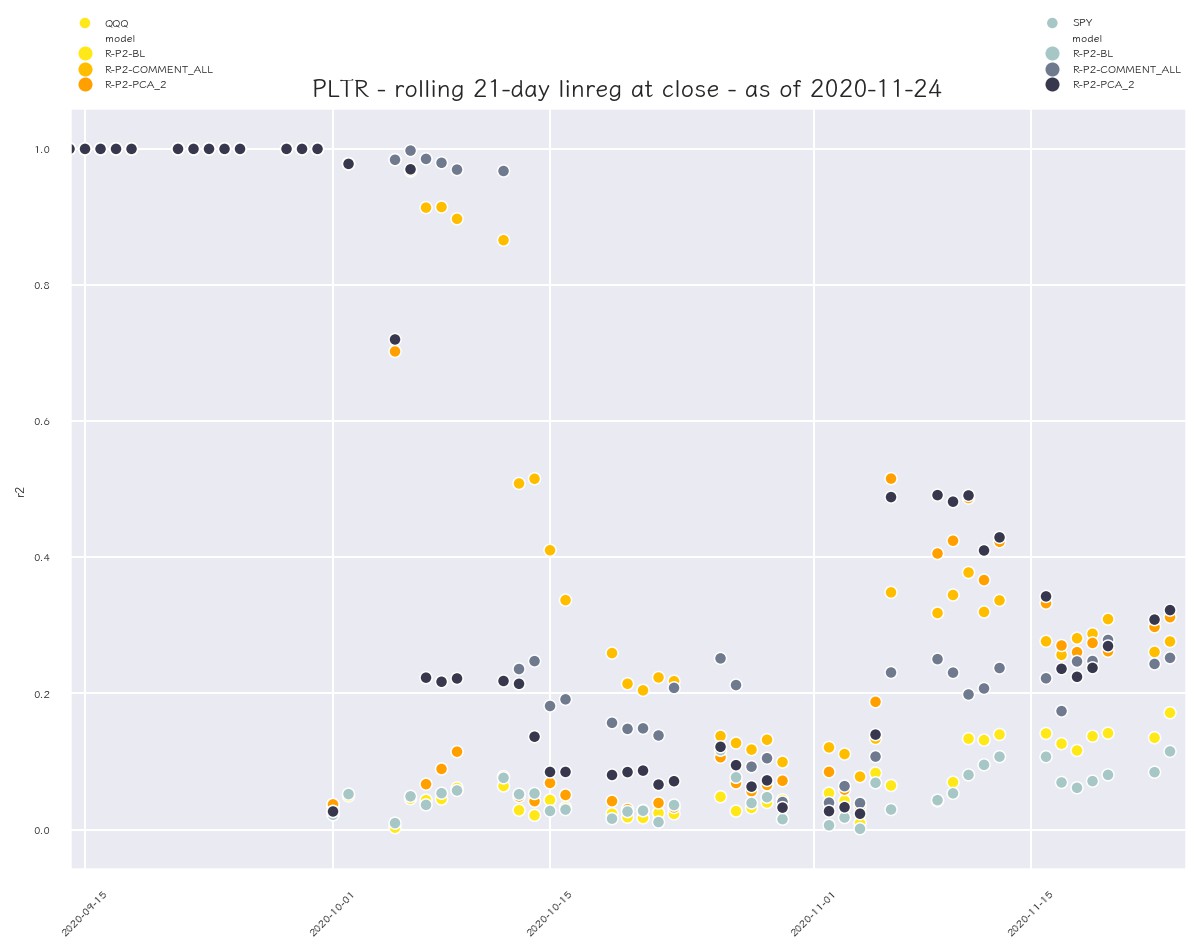 QQQ
model
R-P2-BL
R-P2-COMMENT_ALL
R-P2-PCA_2
SPY
model
R-P2-BL
R-P2-COMMENT_ALL
R-P2-PCA_2
PLTR - rolling 21-day linreg at close - as of 2020-11-24
r2
1.0
0.8
0.6
0.4
0.2
0.0
2020-09-15
2020-10-01
2020-10-15
2020-11-01
2020-11-15